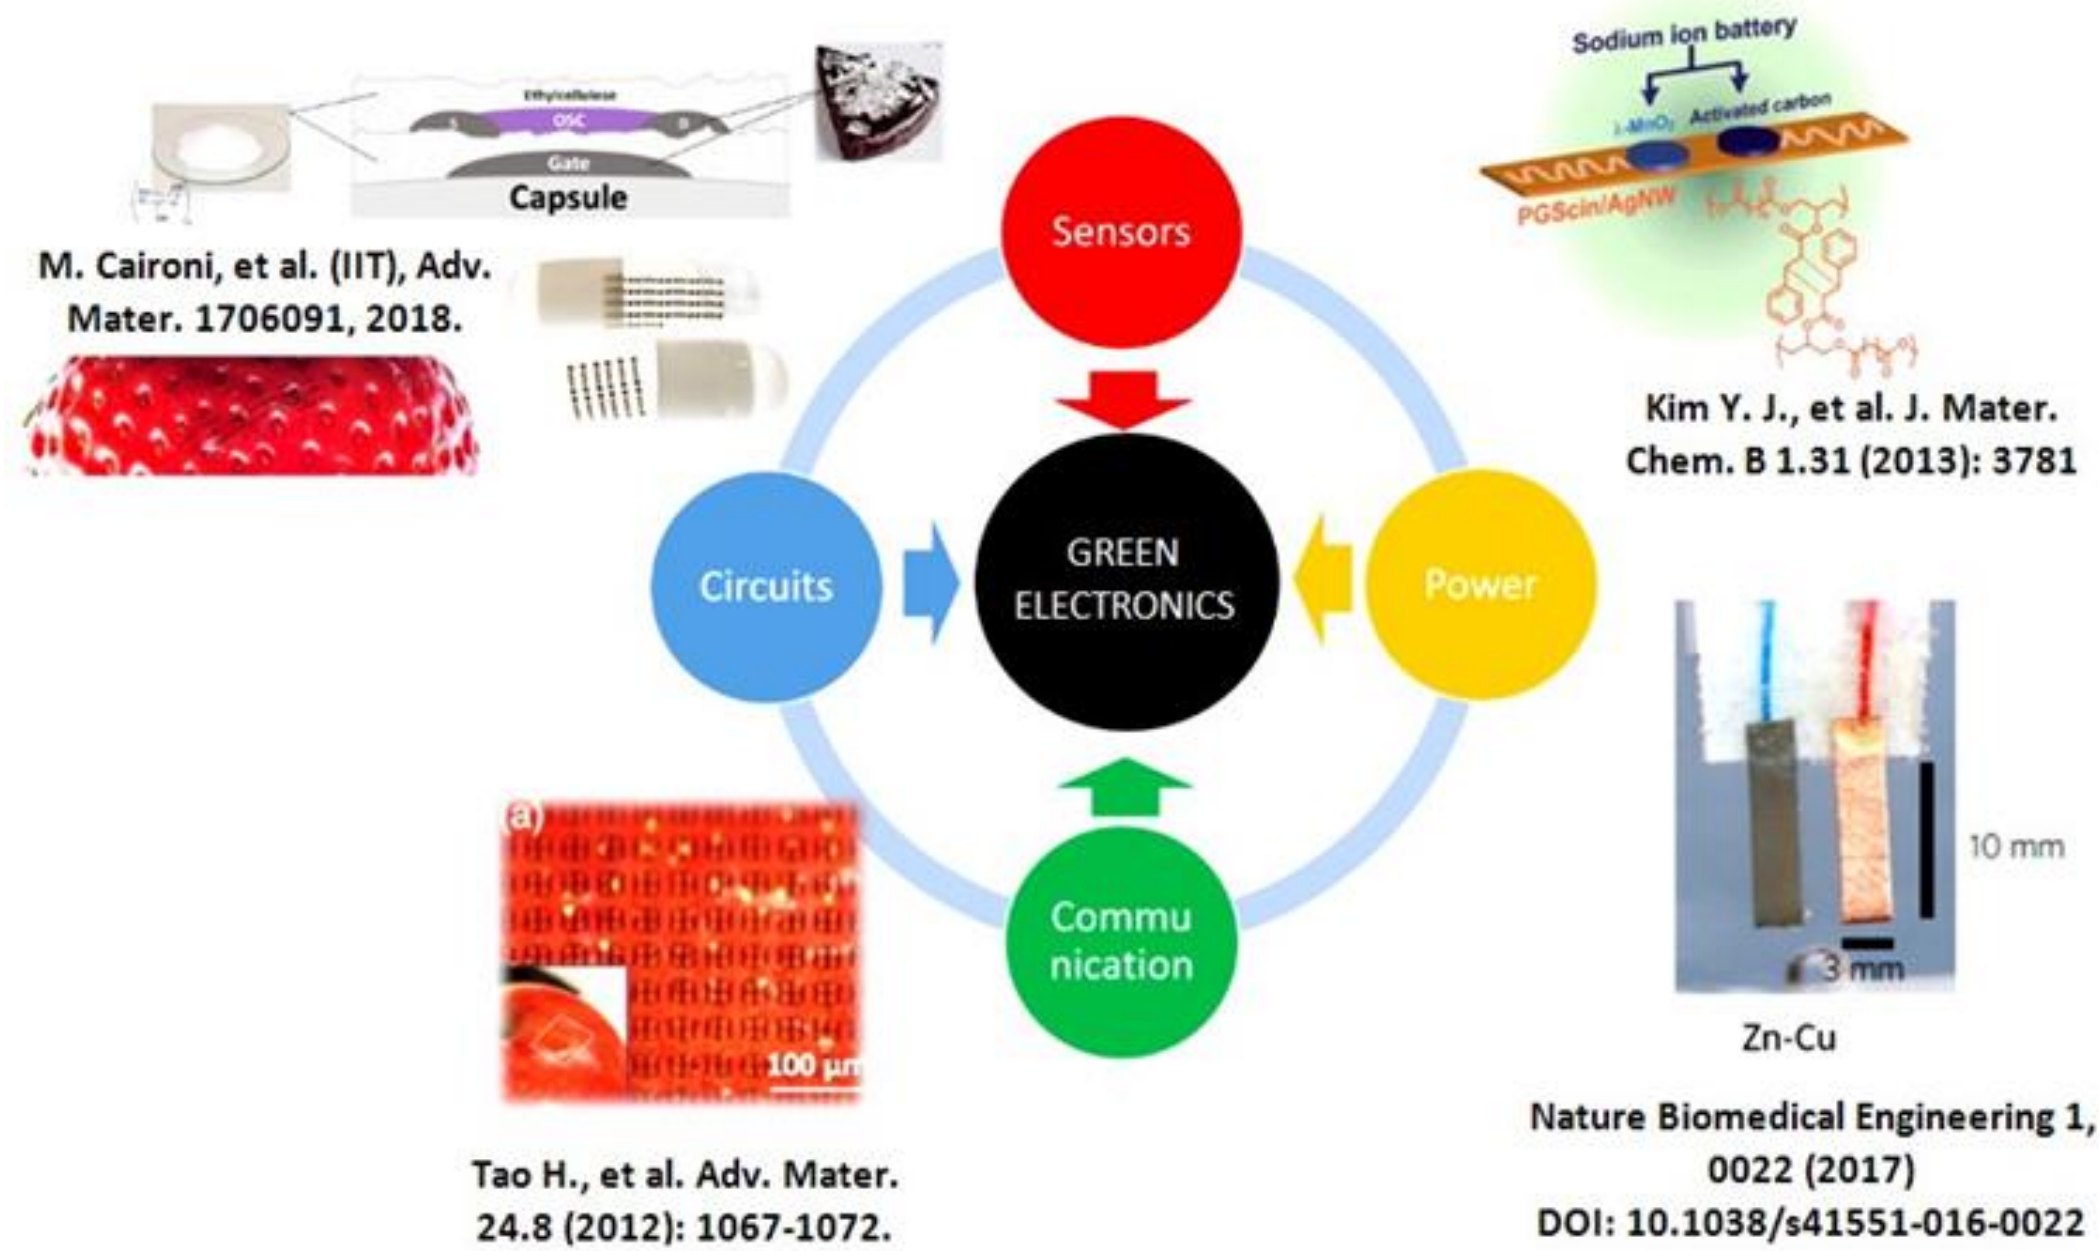 Ethylcellulose
S
OSC
D
Gate
Capsule
M. Caironi, et al. (IIT), Adv.
Mater. 1706091, 2018.
Sensors
Sodium ion battery
λ-MnO₂
Activated carbon
PGScin/AgNW
Kim Y. J., et al. J. Mater.
Chem. B 1.31 (2013): 3781
Circuits
GREEN
ELECTRONICS
Power
Commu
nication
(a)
100 µm
Tao H., et al. Adv. Mater.
24.8 (2012): 1067-1072.
10 mm
3 mm
Zn-Cu
Nature Biomedical Engineering 1,
0022 (2017)
DOI: 10.1038/s41551-016-0022